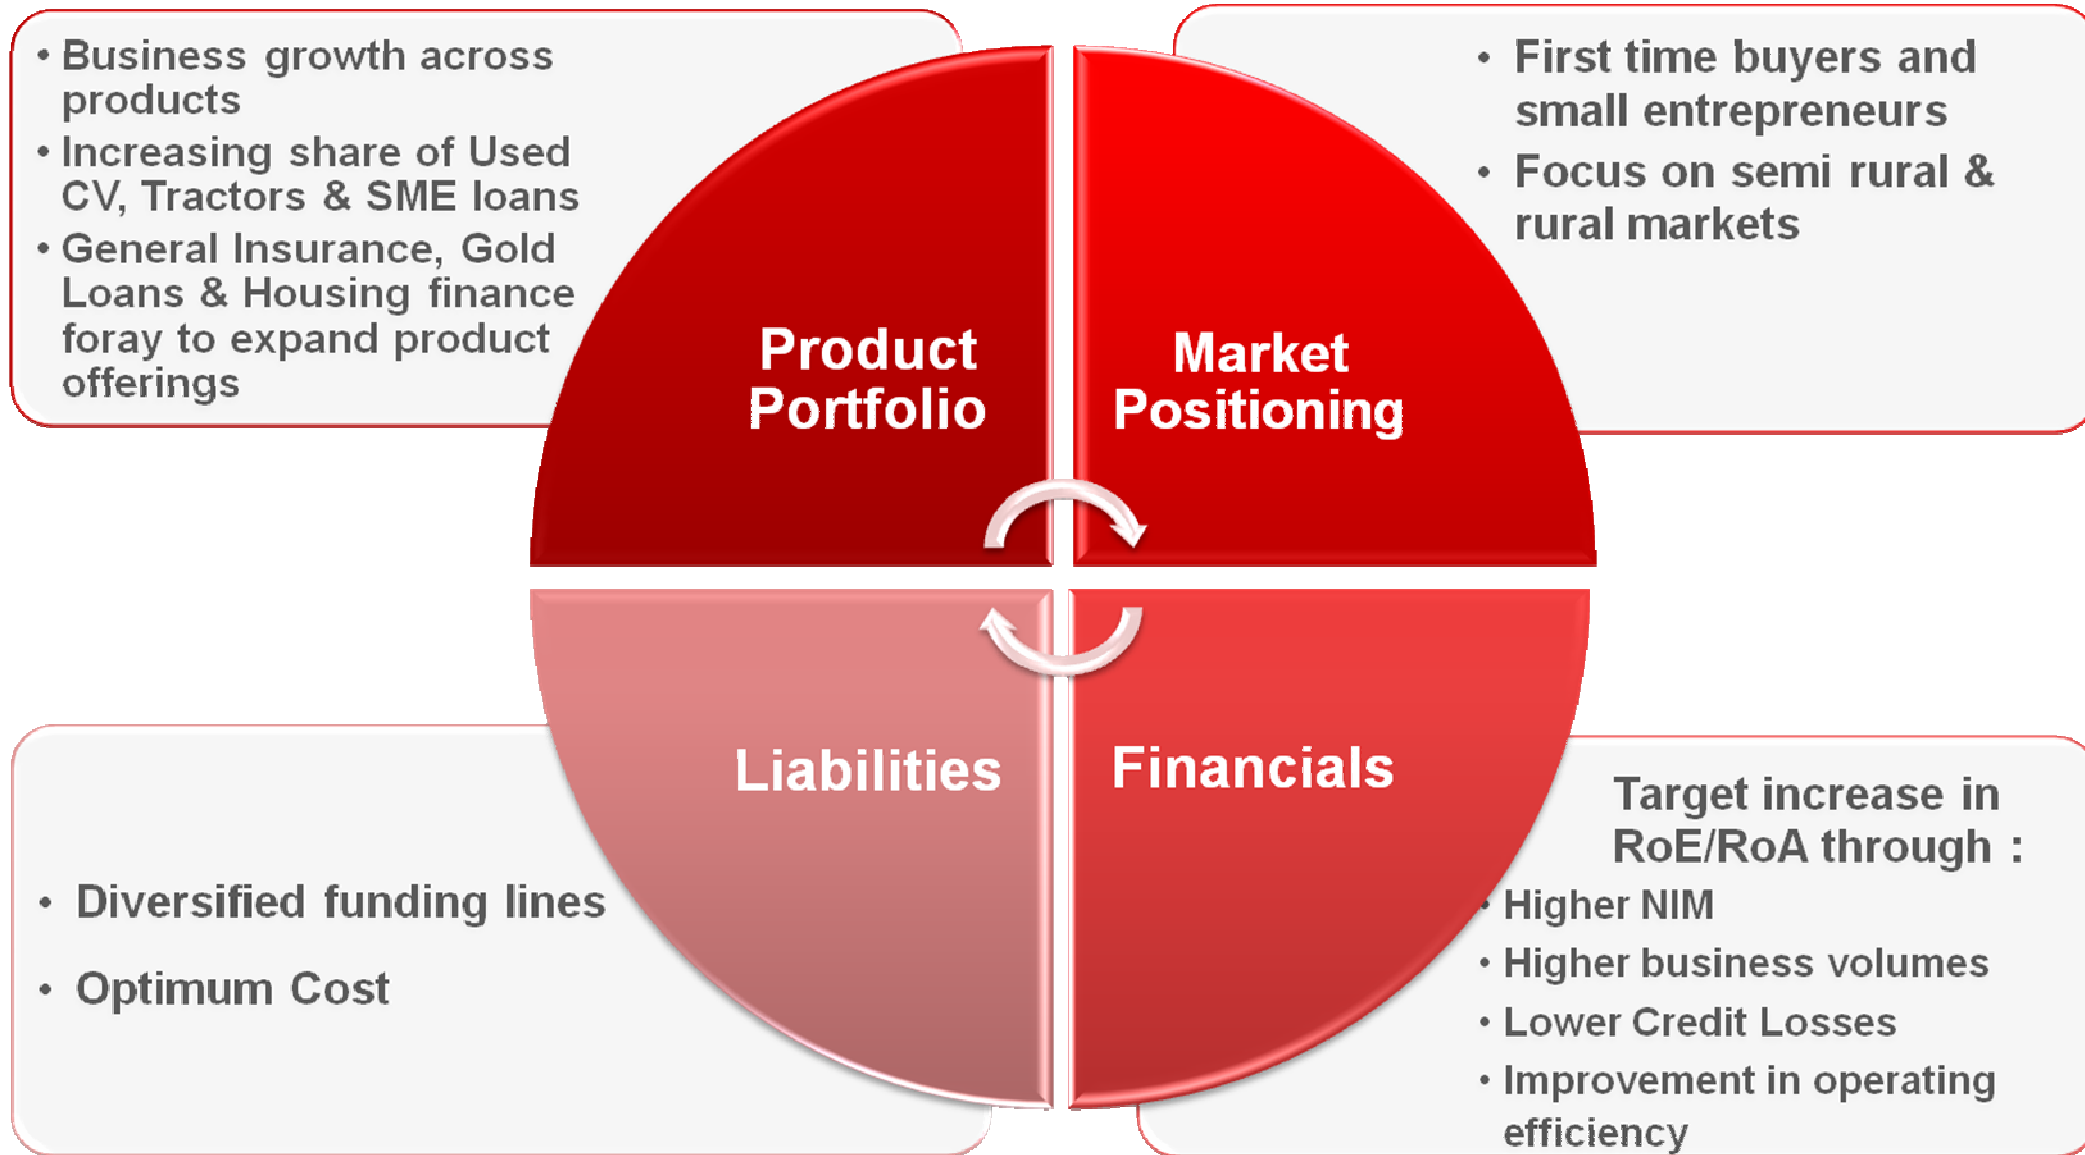 • Business growth across
products
• Increasing share of Used
CV, Tractors & SME loans
• General Insurance, Gold
Loans & Housing finance
foray to expand product
offerings
• First time buyers and
small entrepreneurs
• Focus on semi rural &
rural markets
Product
Portfolio
Market
Positioning
Liabilities
Financials
• Diversified funding lines
• Optimum Cost
Target increase in
RoE/RoA through :
• Higher NIM
• Higher business volumes
• Lower Credit Losses
• Improvement in operating
efficiency